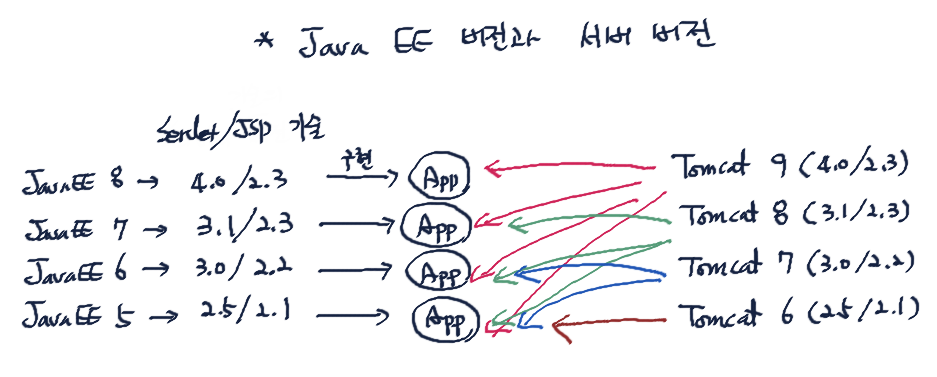 * Java EE 버전과 서버 버전
Servlet/JSP 기술
JavaEE 8 → 4.0/2.3 구현 → App Tomcat 9 (4.0/2.3)
JavaEE 7 → 3.1/2.3 → App Tomcat 8 (3.1/2.3)
JavaEE 6 → 3.0/2.2 → App Tomcat 7 (3.0/2.2)
JavaEE 5 → 2.5/2.1 → App Tomcat 6 (2.5/2.1)